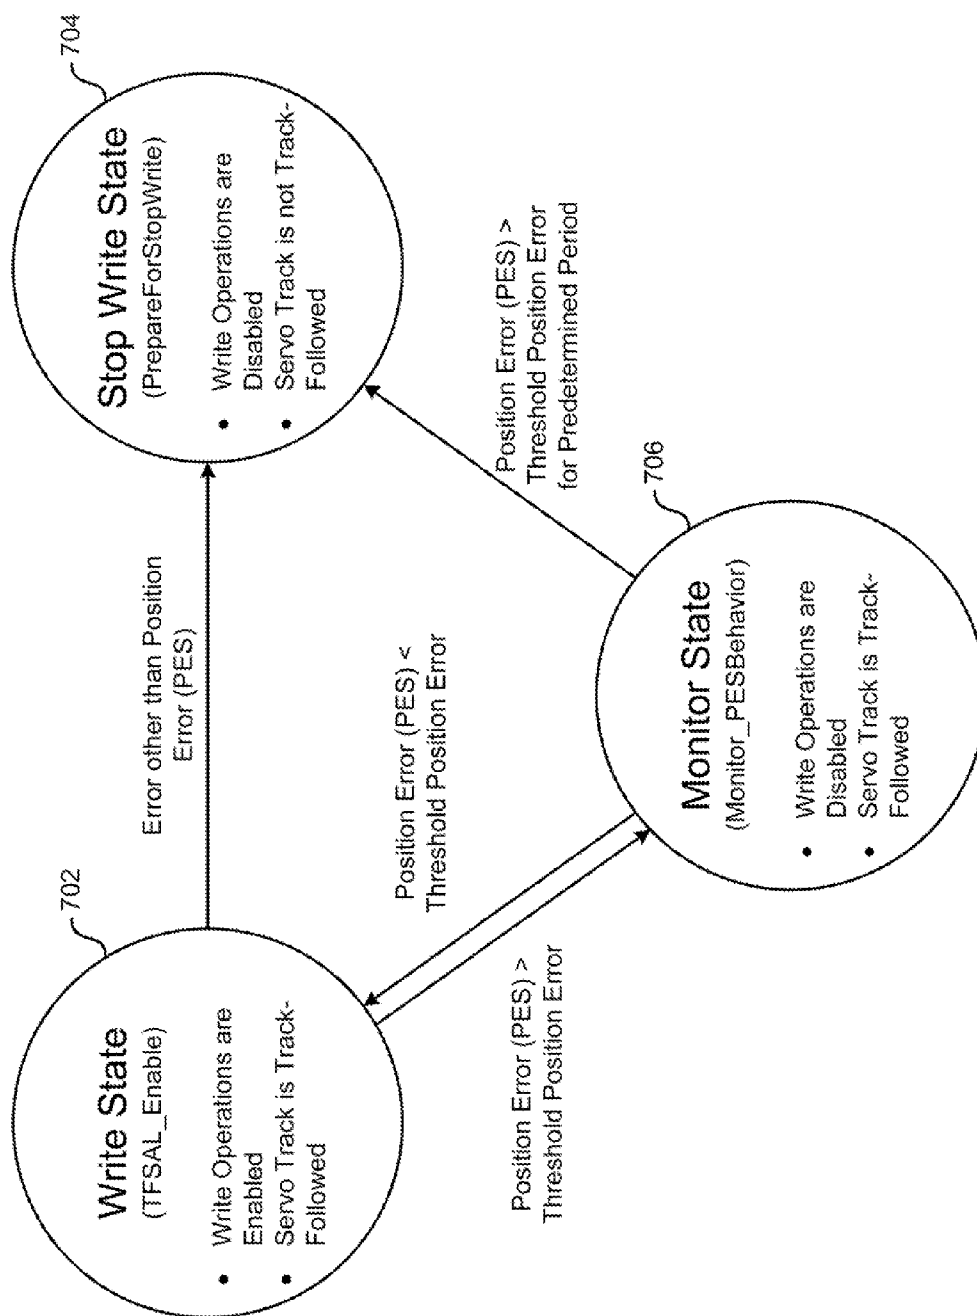 702
Write State
(TFSAL_Enable)
• Write Operations are
Enabled
• Servo Track is Track-
Followed
Error other than Position
Error (PES)
704
Stop Write State
(PrepareForStopWrite)
• Write Operations are
Disabled
• Servo Track is not Track-
Followed
Position Error (PES) <
Threshold Position Error
Position Error (PES) >
Threshold Position Error
Position Error (PES) >
Threshold Position Error
for Predetermined Period
706
Monitor State
(Monitor_PESBehavior)
• Write Operations are
Disabled
• Servo Track is Track-
Followed